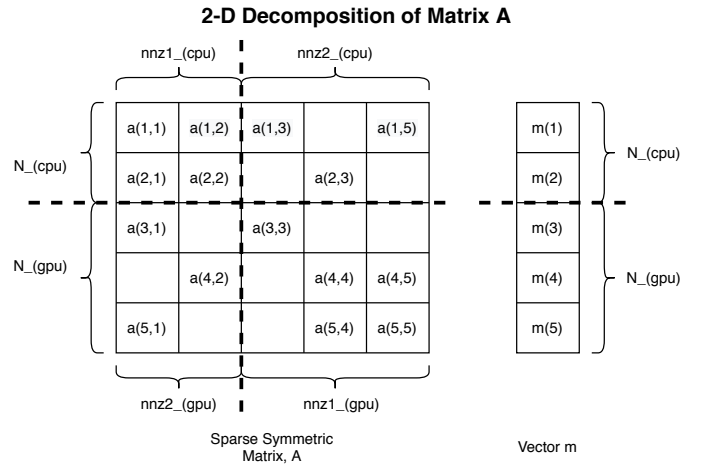 2-D Decomposition of Matrix A
nnz1_(cpu) nnz2_(cpu)
a(1,1) a(1,2) a(1,3) a(1,5) m(1)
N_(cpu) N_(cpu)
a(2,1) a(2,2) a(2,3) m(2)
a(3,1) a(3,3) m(3)
N_(gpu) a(4,2) a(4,4) a(4,5) m(4) N_(gpu)
a(5,1) a(5,4) a(5,5) m(5)
nnz2_(gpu) nnz1_(gpu)
Sparse Symmetric
Matrix, A
Vector m